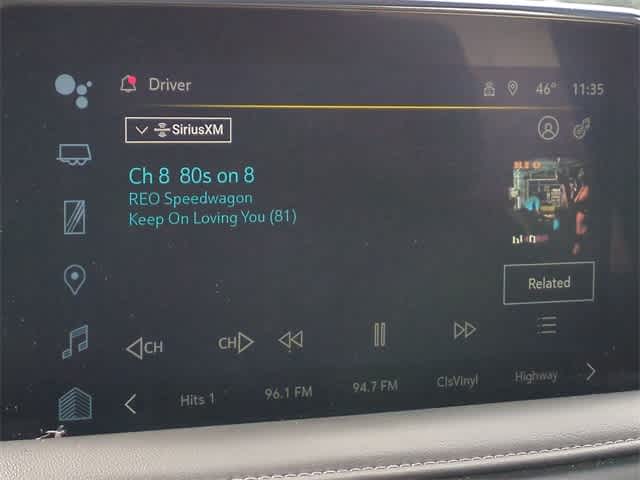 Driver 46° 11:35
SiriusXM
Ch 8 80s on 8
REO Speedwagon
Keep On Loving You (81)
REO
Related
CH CH
Hits 1 96.1 FM 94.7 FM ClsVinyl Highway